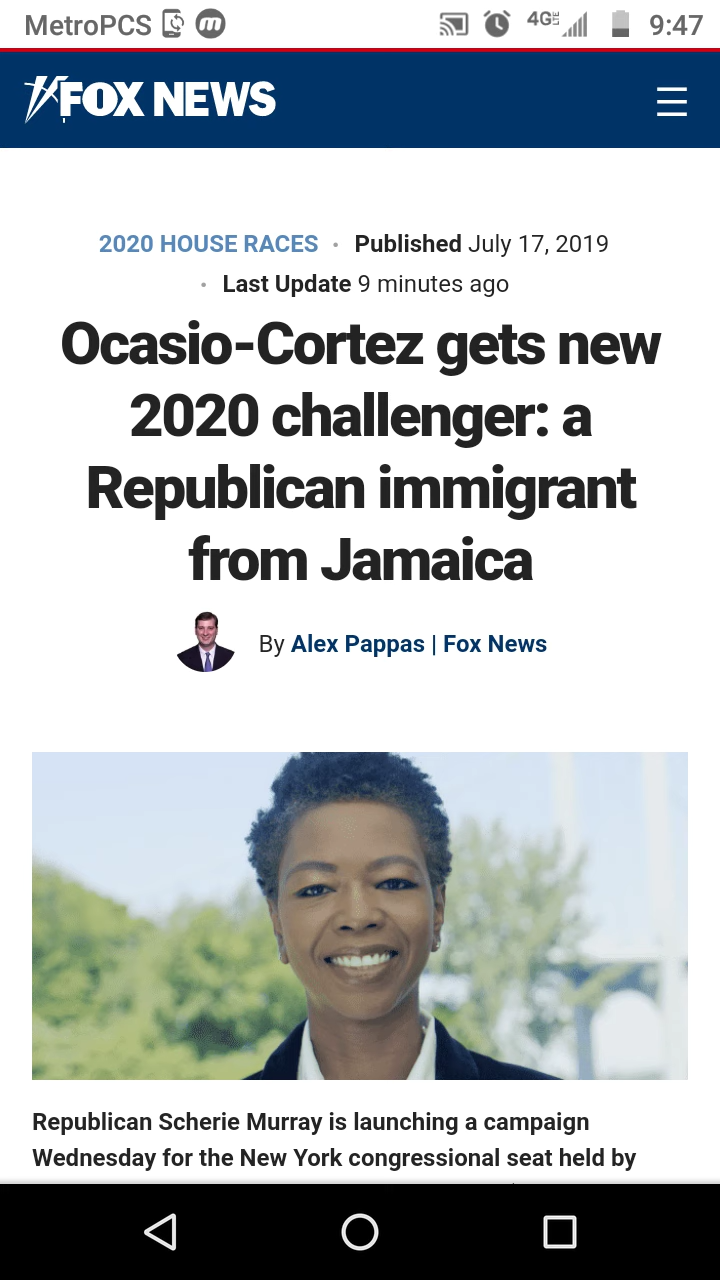 MetroPCS m 4G LTE 9:47
FOX NEWS
2020 HOUSE RACES • Published July 17, 2019
• Last Update 9 minutes ago
Ocasio-Cortez gets new
2020 challenger: a
Republican immigrant
from Jamaica
By Alex Pappas | Fox News
Republican Scherie Murray is launching a campaign
Wednesday for the New York congressional seat held by